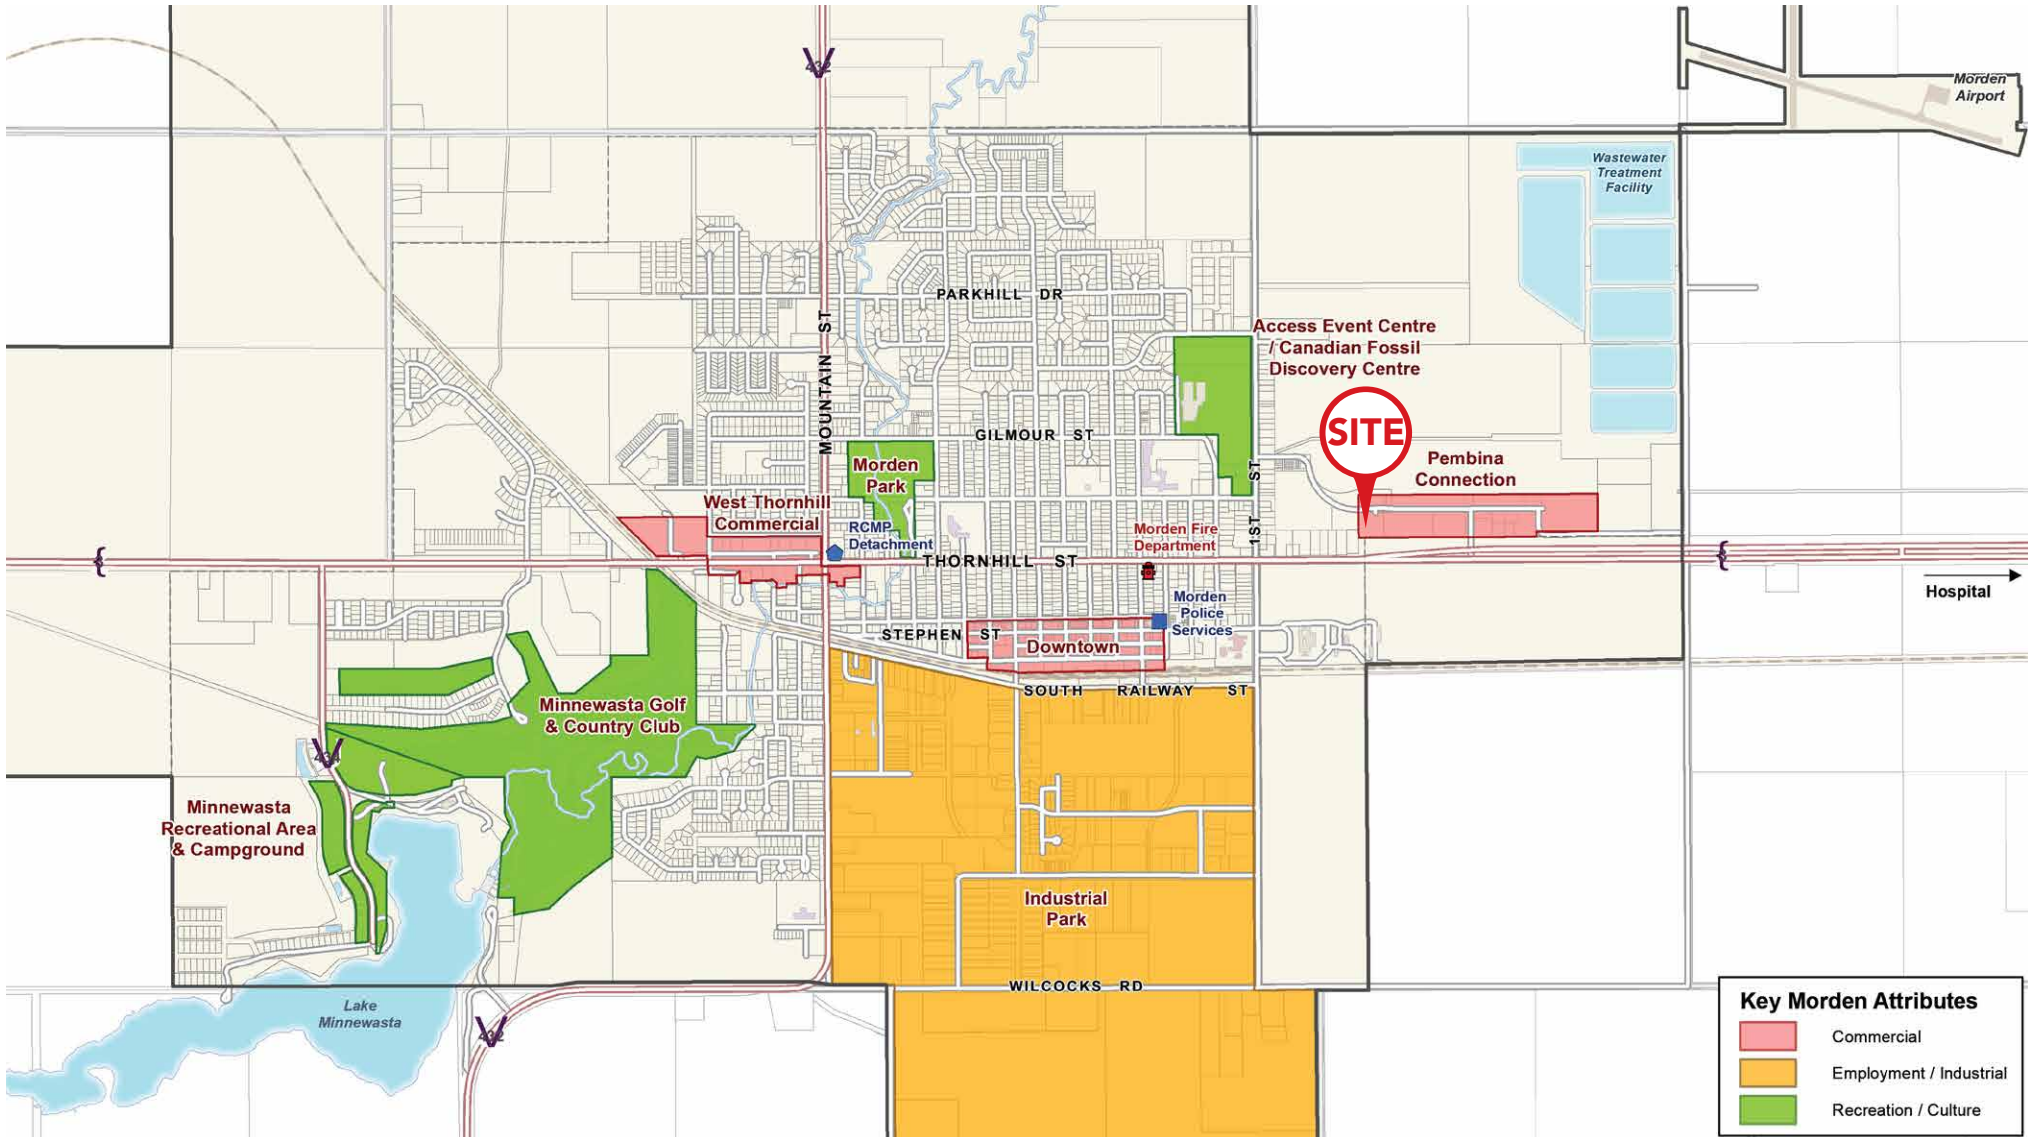 432
Morden
Airport
Wastewater
Treatment
Facility
PARKHILL DR
MOUNTAIN ST
Access Event Centre
/ Canadian Fossil
Discovery Centre
SITE
GILMOUR ST
Morden
Park
1ST ST
Pembina
Connection
West Thornhill
Commercial
RCMP
Detachment
Morden Fire
Department
THORNHILL ST
Hospital
Morden
Police
Services
STEPHEN ST
Downtown
SOUTH RAILWAY ST
Minnewasta Golf
& Country Club
434
Minnewasta
Recreational Area
& Campground
Industrial
Park
WILCOCKS RD
Lake
Minnewasta
432
Key Morden Attributes
Commercial
Employment / Industrial
Recreation / Culture